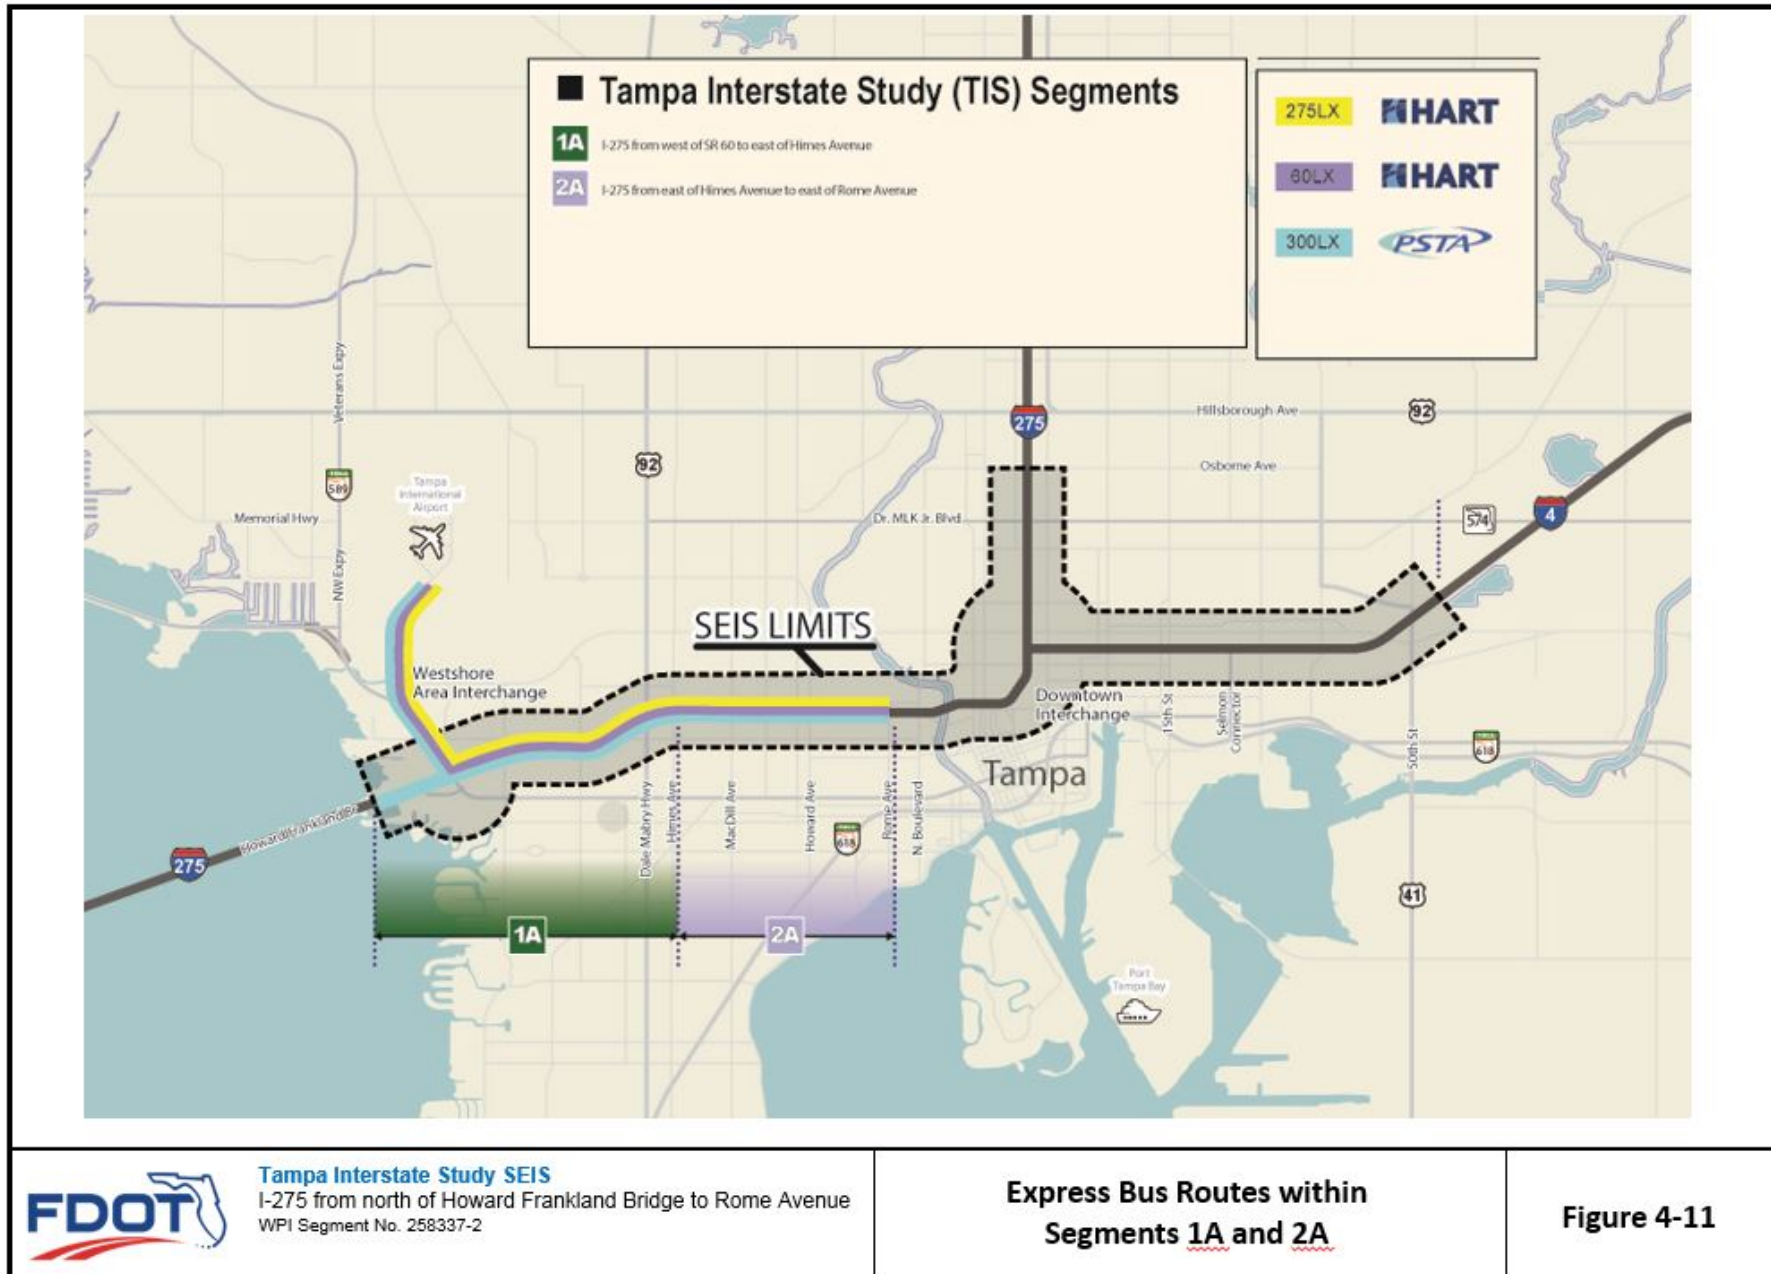 Tampa Interstate Study (TIS) Segments
1A I-275 from west of SR 60 to east of Himes Avenue
2A I-275 from east of Himes Avenue to east of Rome Avenue
275LX HART
60LX HART
300LX PSTA
Veterans Expy
275
Hillsborough Ave
92
92
Osborne Ave
589
Tampa
International
Airport
Memorial Hwy
Dr. MLK Jr. Blvd
574
4
NW Expy
SEIS LIMITS
Westshore
Area Interchange
Downtown
Interchange
15th St
Selmon
Connector
50th St
618
Tampa
Howard Frankland Br
275
Dale Mabry Hwy
Himes Ave
MacDill Ave
Howard Ave
618
Rome Ave
N. Boulevard
41
1A
2A
Port
Tampa Bay
FDOT
Tampa Interstate Study SEIS
I-275 from north of Howard Frankland Bridge to Rome Avenue
WPI Segment No. 258337-2
Express Bus Routes within
Segments 1A and 2A
Figure 4-11